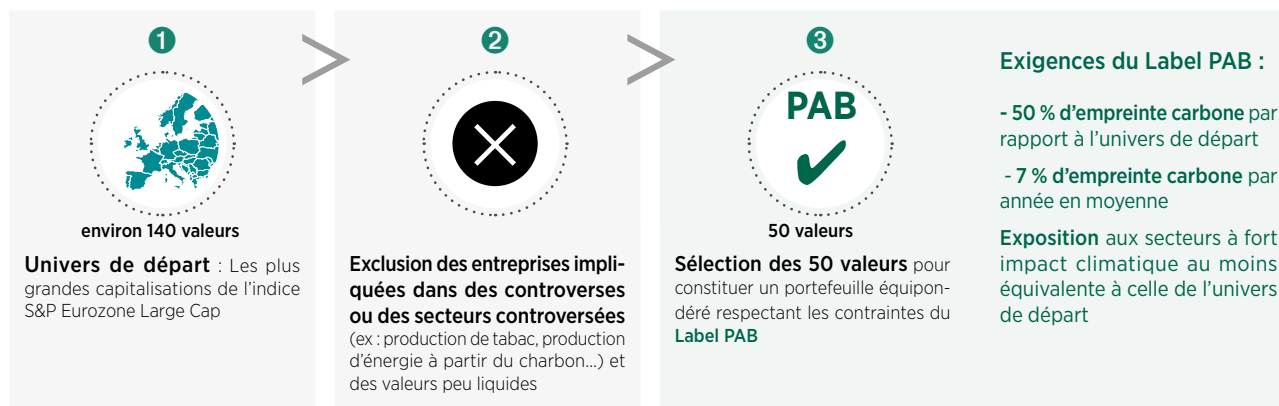 1
environ 140 valeurs
Univers de départ : Les plus
grandes capitalisations de l'indice
S&P Eurozone Large Cap
>
2
Exclusion des entreprises impli-
quées dans des controverses
ou des secteurs controversées
(ex : production de tabac, production
d'énergie à partir du charbon...) et
des valeurs peu liquides
>
3
PAB
50 valeurs
Sélection des 50 valeurs pour
constituer un portefeuille équipon-
déré respectant les contraintes du
Label PAB
Exigences du Label PAB :
- 50 % d'empreinte carbone par
rapport à l'univers de départ
- 7 % d'empreinte carbone par
année en moyenne
Exposition aux secteurs à fort
impact climatique au moins
équivalente à celle de l'univers
de départ